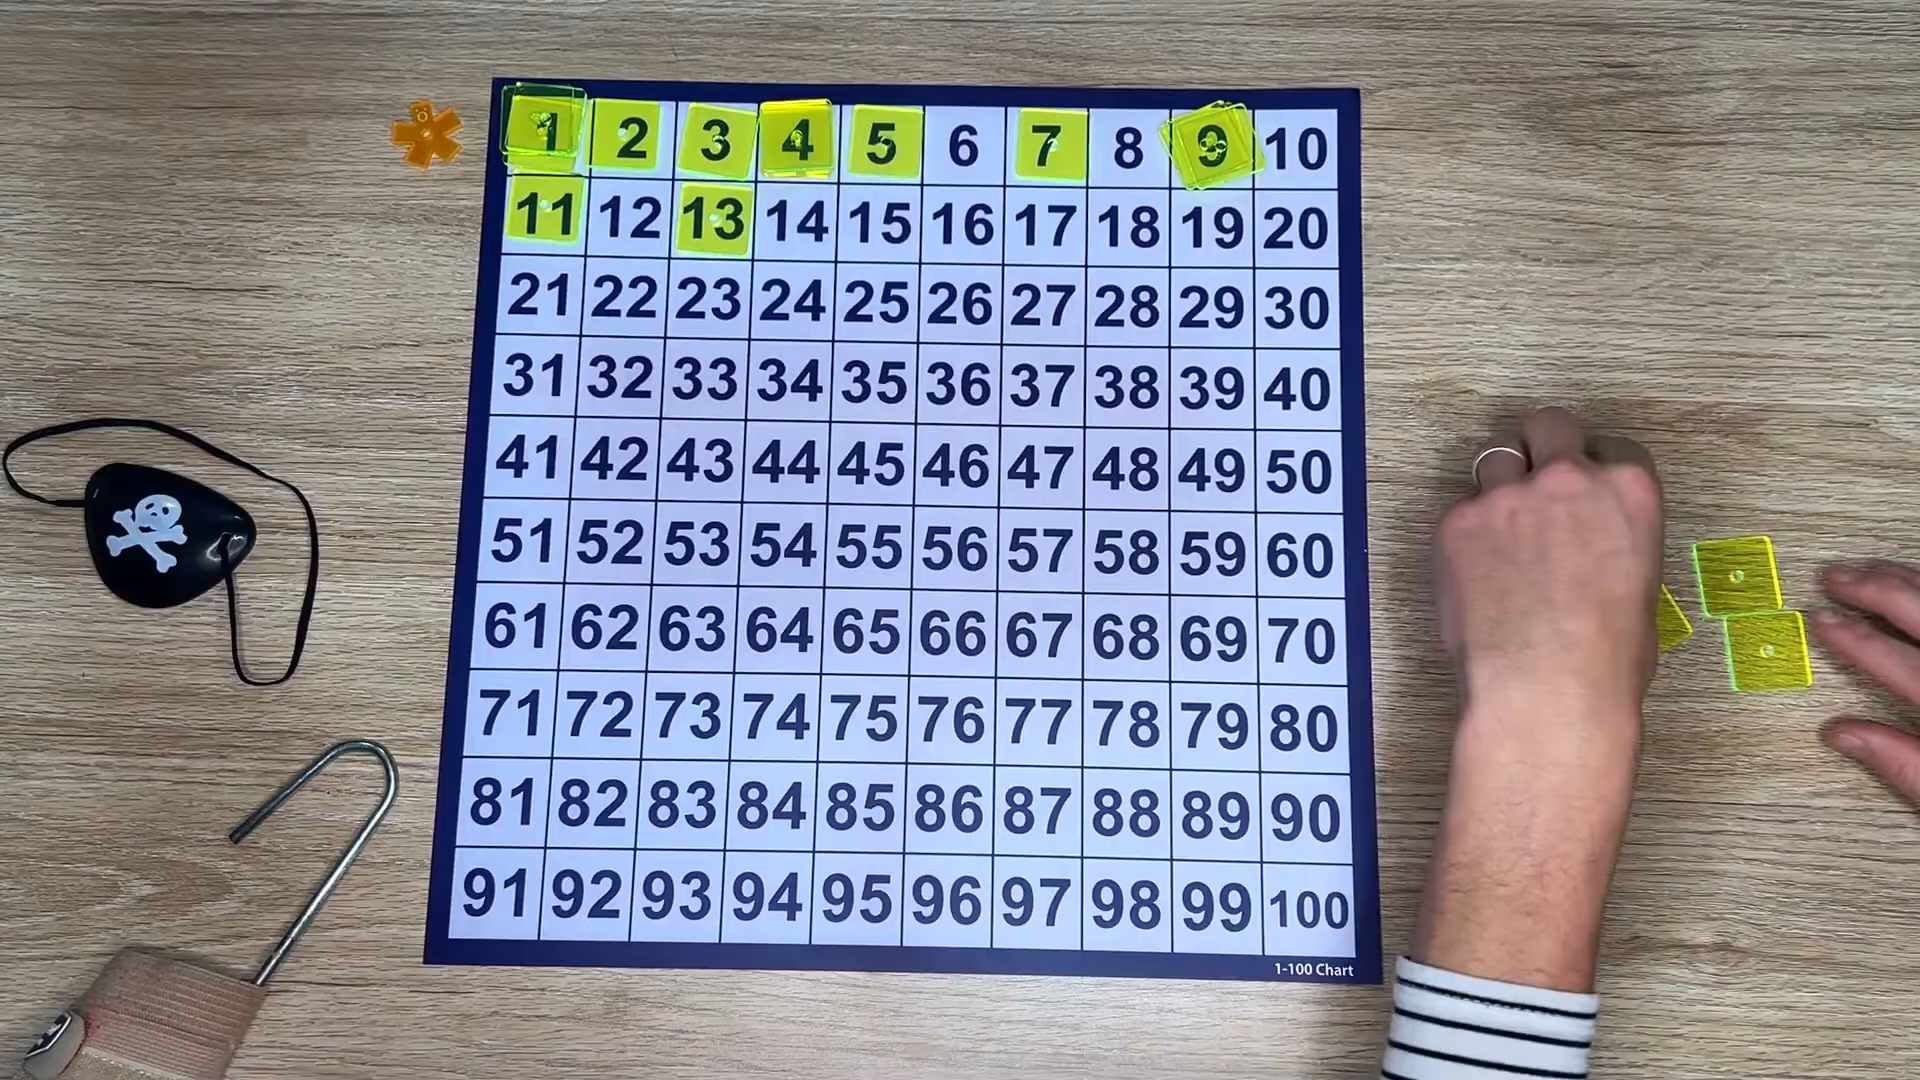 1 2 3 4 5 6 7 8 9 10
11 12 13 14 15 16 17 18 19 20
21 22 23 24 25 26 27 28 29 30
31 32 33 34 35 36 37 38 39 40
41 42 43 44 45 46 47 48 49 50
51 52 53 54 55 56 57 58 59 60
61 62 63 64 65 66 67 68 69 70
71 72 73 74 75 76 77 78 79 80
81 82 83 84 85 86 87 88 89 90
91 92 93 94 95 96 97 98 99 100
1-100 Chart